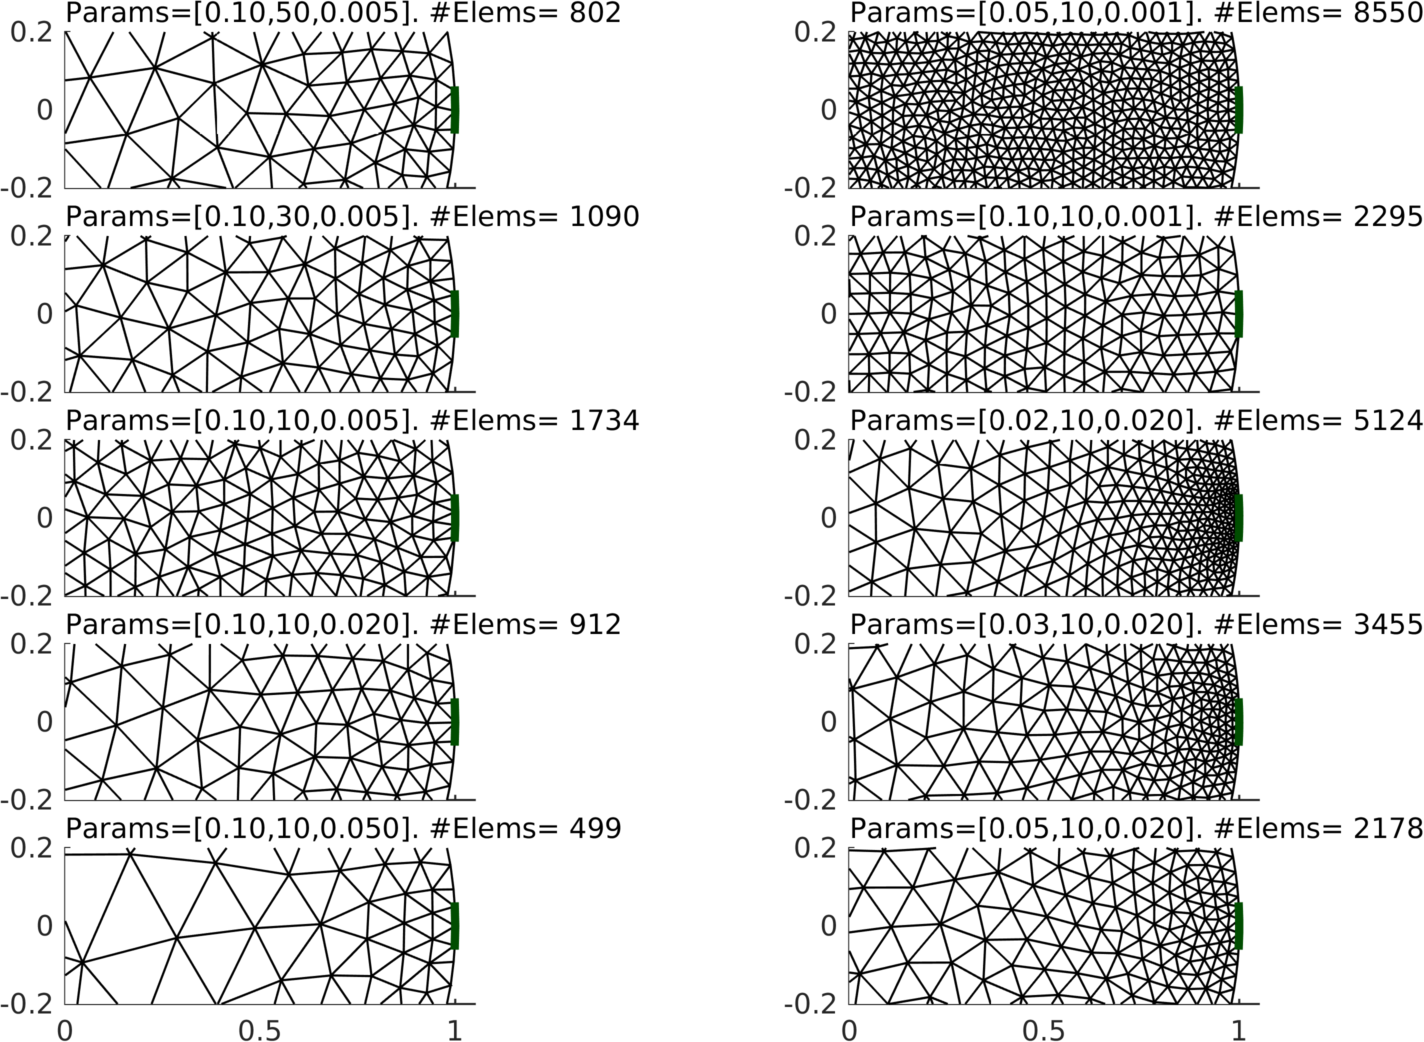 Params=[0.10,50,0.005]. #Elems= 802
0.2
0
-0.2
Params=[0.10,30,0.005]. #Elems= 1090
0.2
0
-0.2
Params=[0.10,10,0.005]. #Elems= 1734
0.2
0
-0.2
Params=[0.10,10,0.020]. #Elems= 912
0.2
0
-0.2
Params=[0.10,10,0.050]. #Elems= 499
0.2
0
-0.2
0 0.5 1
Params=[0.05,10,0.001]. #Elems= 8550
0.2
0
-0.2
Params=[0.10,10,0.001]. #Elems= 2295
0.2
0
-0.2
Params=[0.02,10,0.020]. #Elems= 5124
0.2
0
-0.2
Params=[0.03,10,0.020]. #Elems= 3455
0.2
0
-0.2
Params=[0.05,10,0.020]. #Elems= 2178
0.2
0
-0.2
0 0.5 1